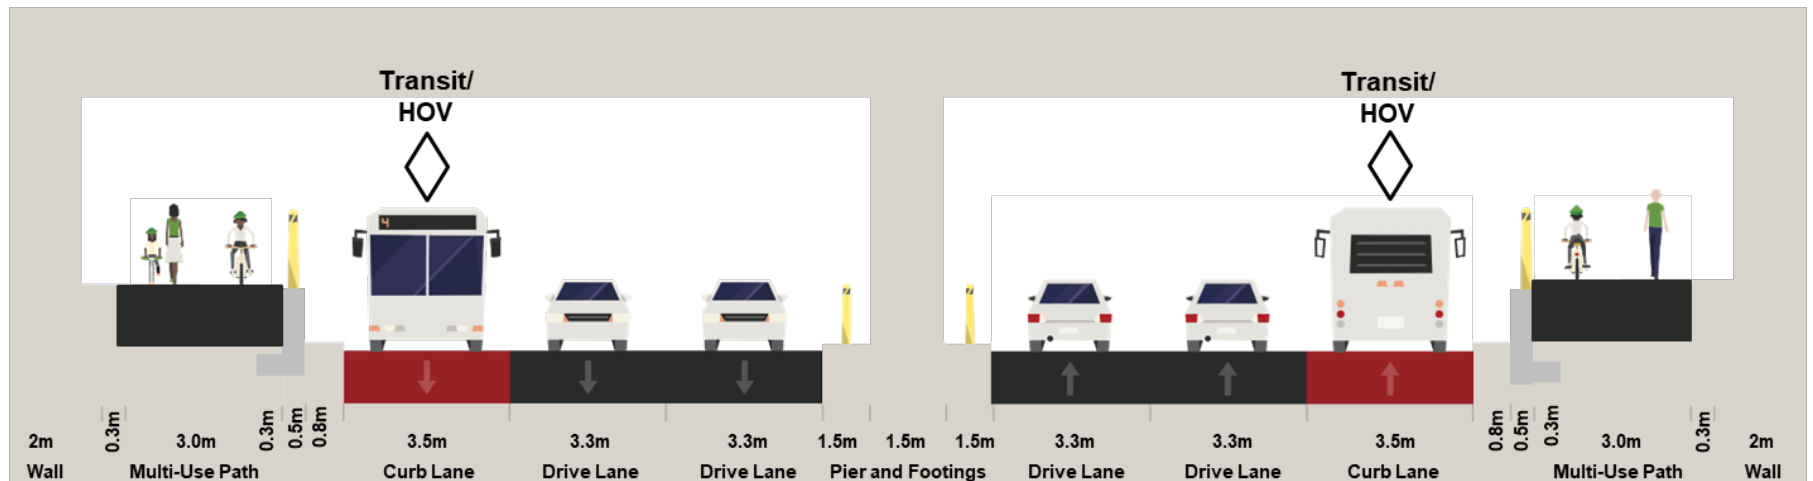 Transit/
HOV
Transit/
HOV
4
2m
0.3m
3.0m
0.3m
0.5m
0.8m
3.5m
3.3m
3.3m
1.5m
1.5m
1.5m
3.3m
3.3m
3.5m
0.8m
0.5m
0.3m
3.0m
0.3m
2m
Wall
Multi-Use Path
Curb Lane
Drive Lane
Drive Lane
Pier and Footings
Drive Lane
Drive Lane
Curb Lane
Multi-Use Path
Wall